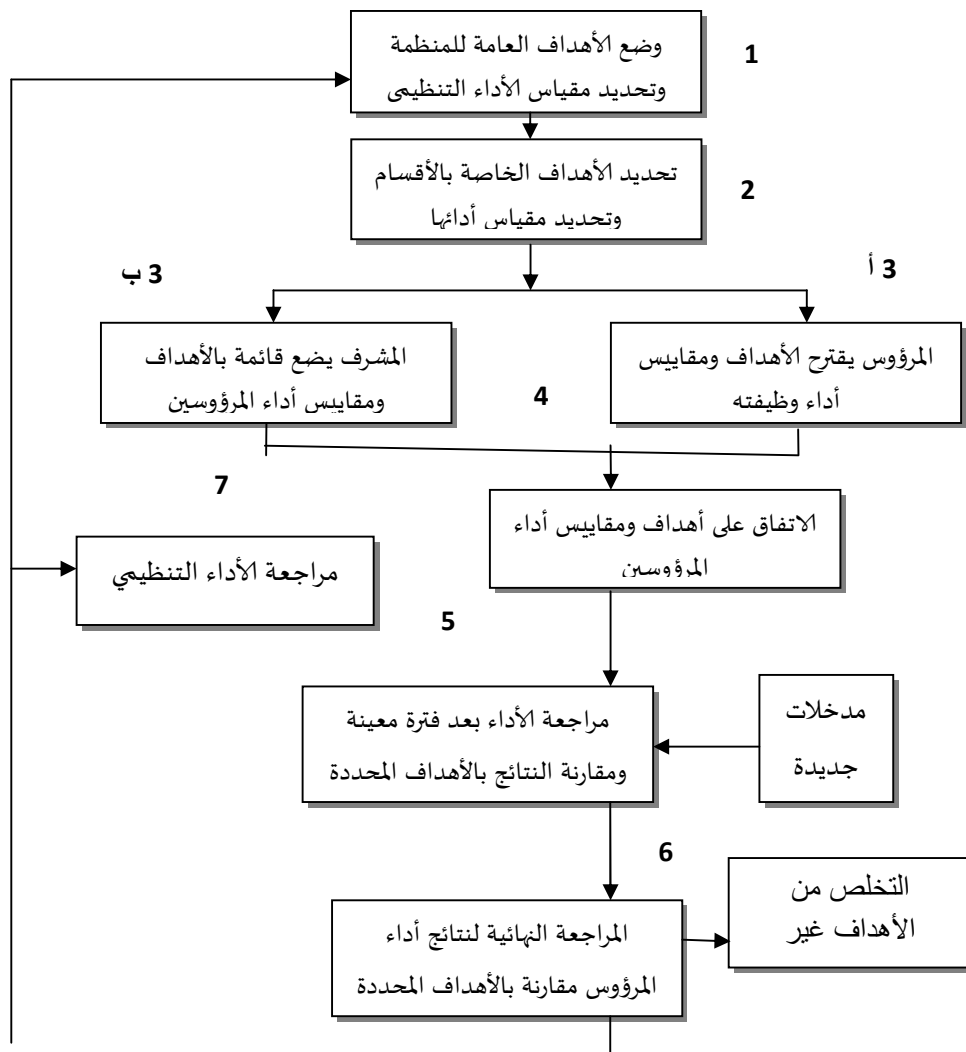 وضع الأهداف العامة للمنظمة
وتحديد مقياس الأداء التنظيمى
1
تحديد الأهداف الخاصة بالأقسام
وتحديد مقياس أدائها
2
3 أ
3 ب
المرؤوس يقترح الأهداف ومقاييس
أداء وظيفته
المشرف يضع قائمة بالأهداف
ومقاييس أداء المرؤوسين
4
7
الاتفاق على أهداف ومقاييس أداء
المرؤوسين
مراجعة الأداء التنظيمي
5
مدخلات
جديدة
مراجعة الأداء بعد فترة معينة
ومقارنة النتائج بالأهداف المحددة
6
التخلص من
الأهداف غير
المراجعة النهائية لنتائج أداء
المرؤوس مقارنة بالأهداف المحددة